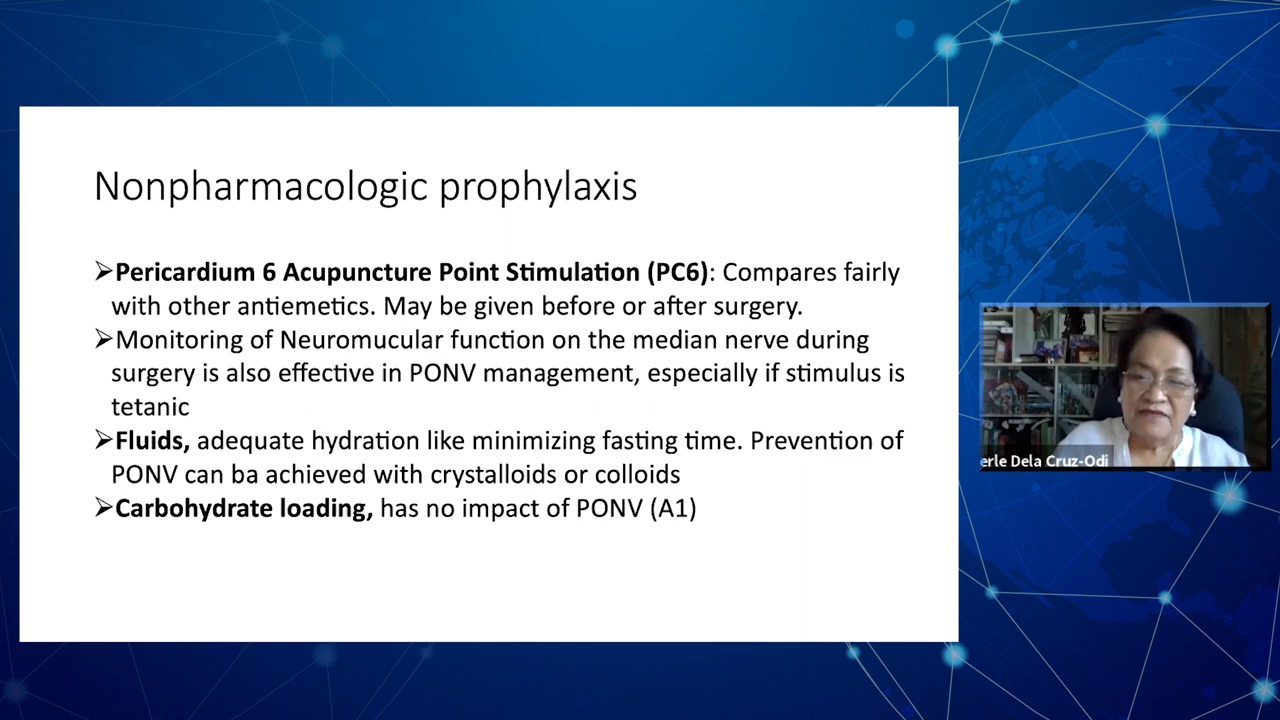 Nonpharmacologic prophylaxis
➢Pericardium 6 Acupuncture Point Stimulation (PC6): Compares fairly
with other antiemetics. May be given before or after surgery.
➢Monitoring of Neuromucular function on the median nerve during
surgery is also effective in PONV management, especially if stimulus is
tetanic
➢Fluids, adequate hydration like minimizing fasting time. Prevention of
PONV can ba achieved with crystalloids or colloids
➢Carbohydrate loading, has no impact of PONV (A1)
erle Dela Cruz-Odi